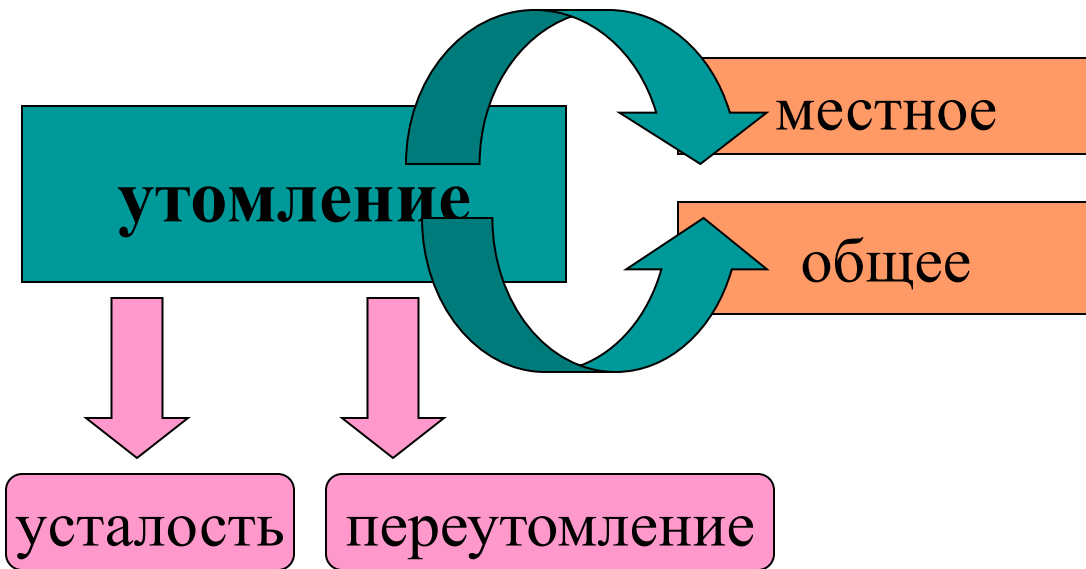 местное
утомление
общее
усталость
переутомление